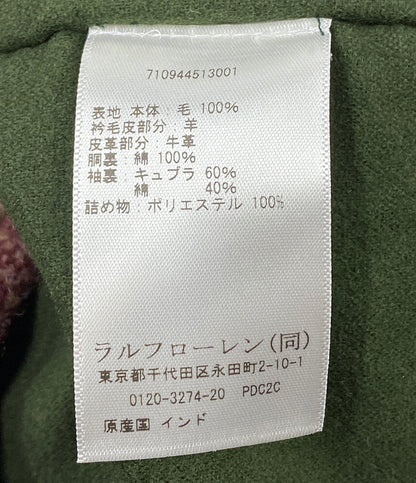 710944513001
表地 本体：毛 100%
衿毛皮部分：羊
皮革部分：牛革
胴裏：綿 100%
袖裏：キュプラ 60%
綿 40%
詰め物：ポリエステル 100%
ラルフローレン(同)
東京都千代田区永田町2-10-1
0120-3274-20 PDC2C
原産国 インド